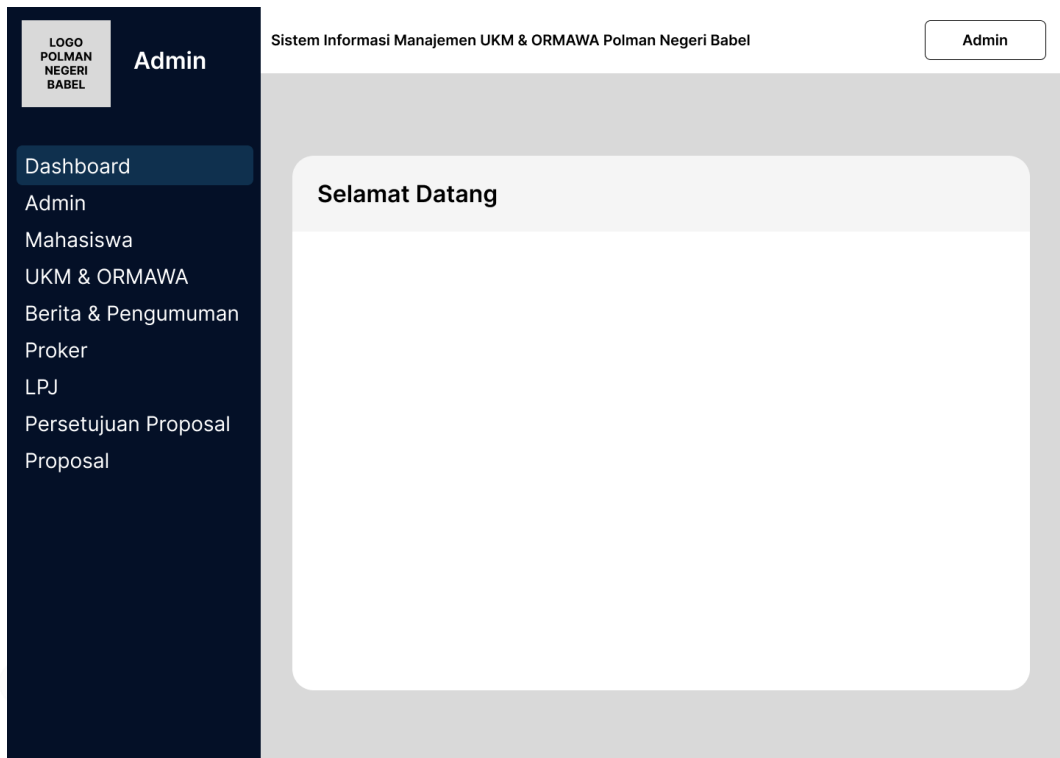 LOGO
POLMAN
NEGERI
BABEL
Admin
Sistem Informasi Manajemen UKM & ORMAWA Polman Negeri Babel
Admin
Dashboard
Admin
Mahasiswa
UKM & ORMAWA
Berita & Pengumuman
Proker
LPJ
Persetujuan Proposal
Proposal
Selamat Datang